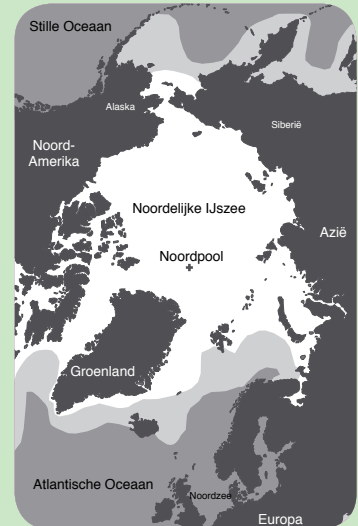 Stille Oceaan
Alaska
Siberië
Noord-
Amerika
Noordelijke IJszee
Azië
Noordpool
Groenland
Atlantische Oceaan
Noordzee
Europa